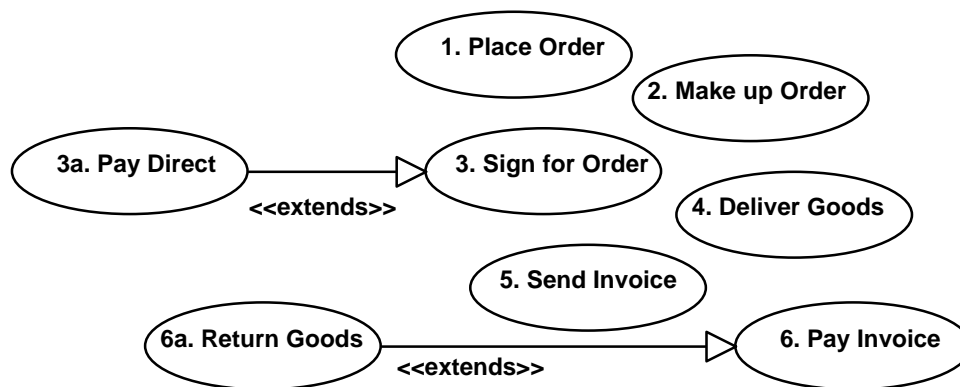 1. Place Order
2. Make up Order
3a. Pay Direct
3. Sign for Order
<<extends>>
4. Deliver Goods
5. Send Invoice
6a. Return Goods
6. Pay Invoice
<<extends>>